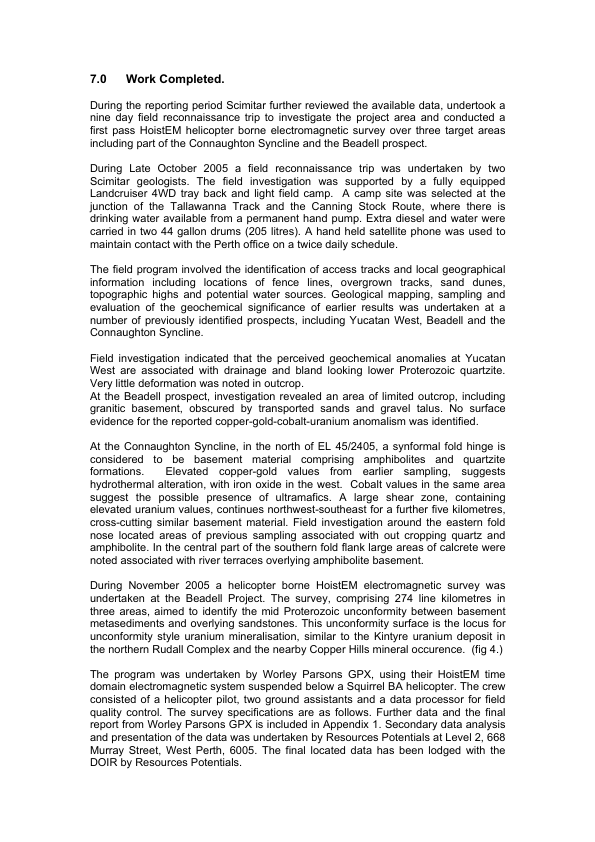 7.0 Work Completed.
During the reporting period Scimitar further reviewed the available data, undertook a
nine day field reconnaissance trip to investigate the project area and conducted a
first pass HoistEM helicopter borne electromagnetic survey over three target areas
including part of the Connaughton Syncline and the Beadell prospect.
During Late October 2005 a field reconnaissance trip was undertaken by two
Scimitar geologists. The field investigation was supported by a fully equipped
Landcruiser 4WD tray back and light field camp. A camp site was selected at the
junction of the Tallawanna Track and the Canning Stock Route, where there is
drinking water available from a permanent hand pump. Extra diesel and water were
carried in two 44 gallon drums (205 litres). A hand held satellite phone was used to
maintain contact with the Perth office on a twice daily schedule.
The field program involved the identification of access tracks and local geographical
information including locations of fence lines, overgrown tracks, sand dunes,
topographic highs and potential water sources. Geological mapping, sampling and
evaluation of the geochemical significance of earlier results was undertaken at a
number of previously identified prospects, including Yucatan West, Beadell and the
Connaughton Syncline.
Field investigation indicated that the perceived geochemical anomalies at Yucatan
West are associated with drainage and bland looking lower Proterozoic quartzite.
Very little deformation was noted in outcrop.
At the Beadell prospect, investigation revealed an area of limited outcrop, including
granitic basement, obscured by transported sands and gravel talus. No surface
evidence for the reported copper-gold-cobalt-uranium anomalism was identified.
At the Connaughton Syncline, in the north of EL 45/2405, a synformal fold hinge is
considered to be basement material comprising amphibolites and quartzite
formations. Elevated copper-gold values from earlier sampling, suggests
hydrothermal alteration, with iron oxide in the west. Cobalt values in the same area
suggest the possible presence of ultramafics. A large shear zone, containing
elevated uranium values, continues northwest-southeast for a further five kilometres,
cross-cutting similar basement material. Field investigation around the eastern fold
nose located areas of previous sampling associated with out cropping quartz and
amphibolite. In the central part of the southern fold flank large areas of calcrete were
noted associated with river terraces overlying amphibolite basement.
During November 2005 a helicopter borne HoistEM electromagnetic survey was
undertaken at the Beadell Project. The survey, comprising 274 line kilometres in
three areas, aimed to identify the mid Proterozoic unconformity between basement
metasediments and overlying sandstones. This unconformity surface is the locus for
unconformity style uranium mineralisation, similar to the Kintyre uranium deposit in
the northern Rudall Complex and the nearby Copper Hills mineral occurence. (fig 4.)
The program was undertaken by Worley Parsons GPX, using their HoistEM time
domain electromagnetic system suspended below a Squirrel BA helicopter. The crew
consisted of a helicopter pilot, two ground assistants and a data processor for field
quality control. The survey specifications are as follows. Further data and the final
report from Worley Parsons GPX is included in Appendix 1. Secondary data analysis
and presentation of the data was undertaken by Resources Potentials at Level 2, 668
Murray Street, West Perth, 6005. The final located data has been lodged with the
DOIR by Resources Potentials.